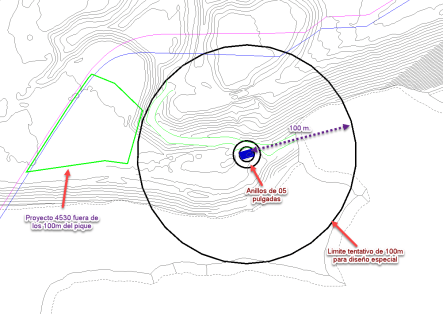 100 m.
Anillos de 05
pulgadas
Proyecto 4530 fuera de
los 100m del pique.
Limite tentativo de 100m
para diseño especial